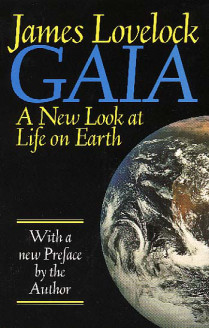 James Lovelock
GAIA
A New Look at
Life on Earth
With a
new Preface
by the
Author